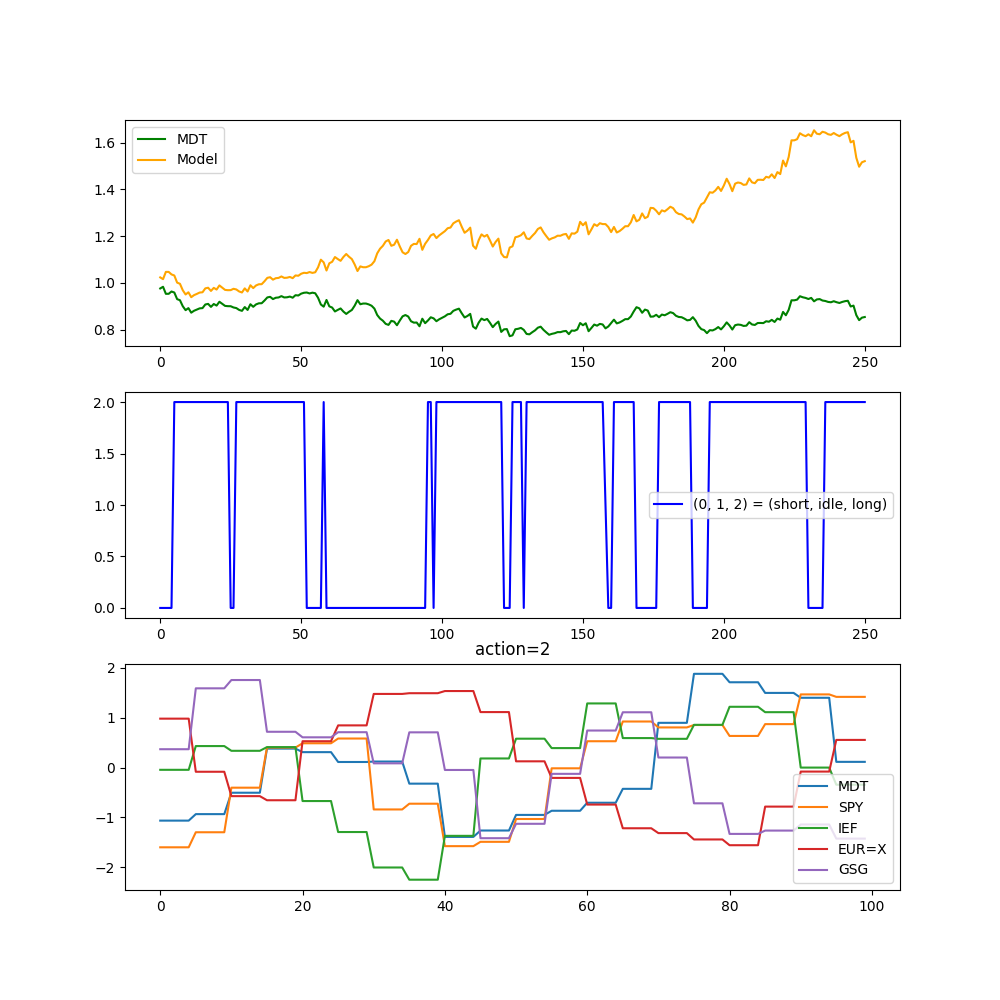 1.6
1.4
1.2
1.0
0.8
MDT
Model
0 50 100 150 200 250
2.0
1.5
1.0
0.5
0.0
(0, 1, 2) = (short, idle, long)
0 50 100 150 200 250
action=2
2
1
0
−1
−2
MDT
SPY
IEF
EUR=X
GSG
0 20 40 60 80 100